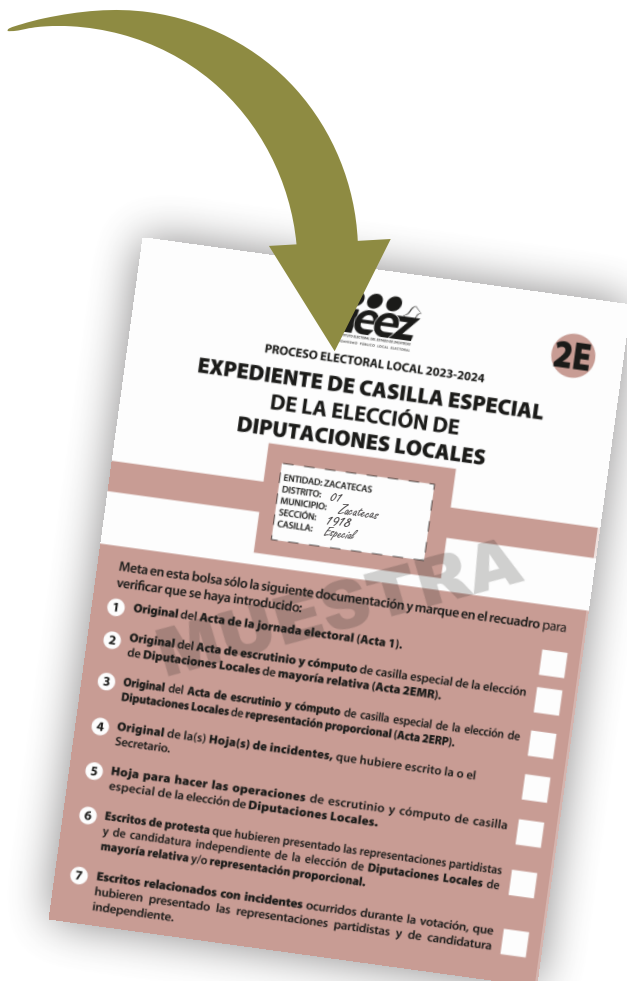 ieez
PROCESO ELECTORAL LOCAL 2023-2024
2E
EXPEDIENTE DE CASILLA ESPECIAL
DE LA ELECCIÓN DE
DIPUTACIONES LOCALES
ENTIDAD: ZACATECAS
DISTRITO: 01
MUNICIPIO: Zacatecas
SECCIÓN: 1918
CASILLA: Especial
MUESTRA
Meta en esta bolsa sólo la siguiente documentación y marque en el recuadro para
verificar que se haya introducido:
1 Original del Acta de la jornada electoral (Acta 1).
2 Original del Acta de escrutinio y cómputo de casilla especial de la elección
de Diputaciones Locales de mayoría relativa (Acta 2EMR).
3 Original del Acta de escrutinio y cómputo de casilla especial de la elección de
Diputaciones Locales de representación proporcional (Acta 2ERP).
4 Original de la(s) Hoja(s) de incidentes, que hubiere escrito la o el
Secretario.
5 Hoja para hacer las operaciones de escrutinio y cómputo de casilla
especial de la elección de Diputaciones Locales.
6 Escritos de protesta que hubieren presentado las representaciones partidistas
y de candidatura independiente de la elección de Diputaciones Locales de
mayoría relativa y/o representación proporcional.
7 Escritos relacionados con incidentes ocurridos durante la votación, que
hubieren presentado las representaciones partidistas y de candidatura
independiente.